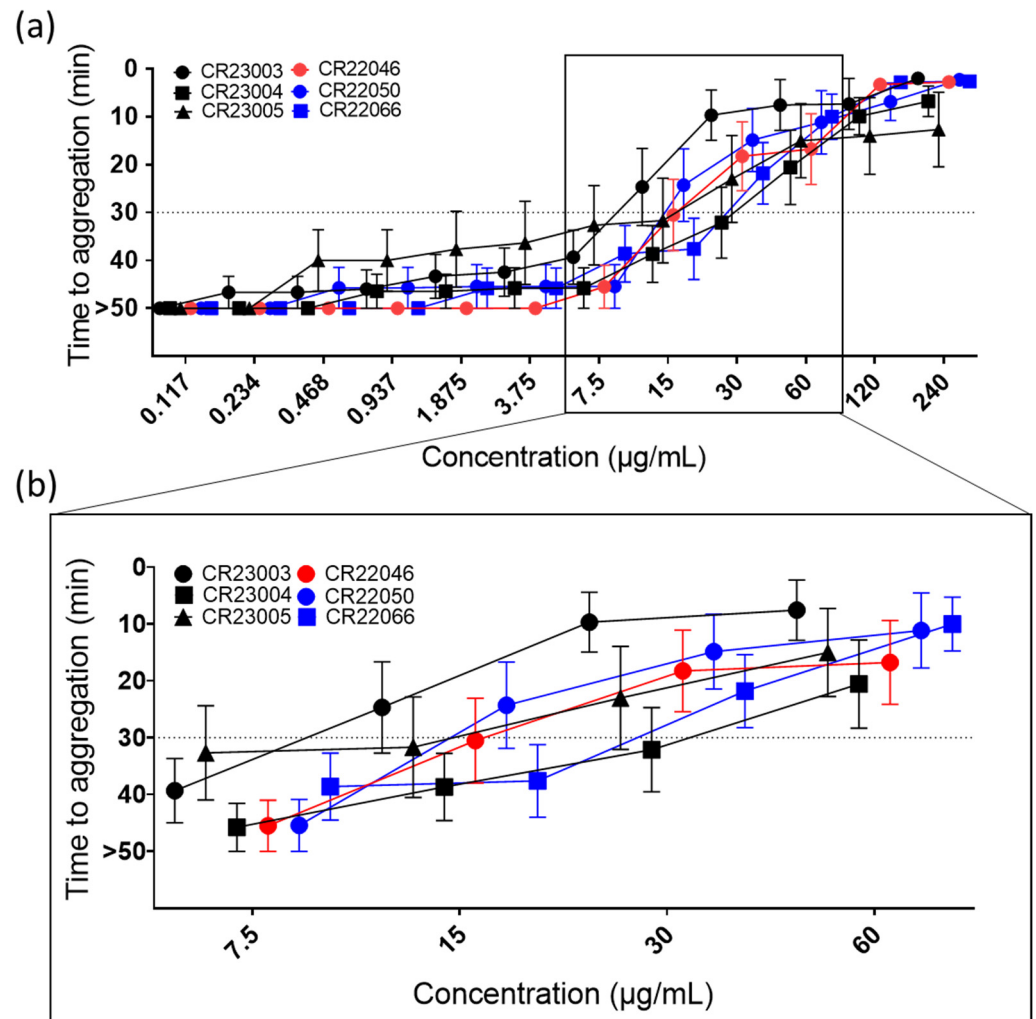 (a)
CR23003 CR22046
CR23004 CR22050
CR23005 CR22066
Time to aggregation (min)
0
10
20
30
40
>50
0.117 0.234 0.468 0.937 1.875 3.75 7.5 15 30 60 120 240
Concentration (µg/mL)
(b)
CR23003 CR22046
CR23004 CR22050
CR23005 CR22066
Time to aggregation (min)
0
10
20
30
40
>50
7.5 15 30 60
Concentration (µg/mL)